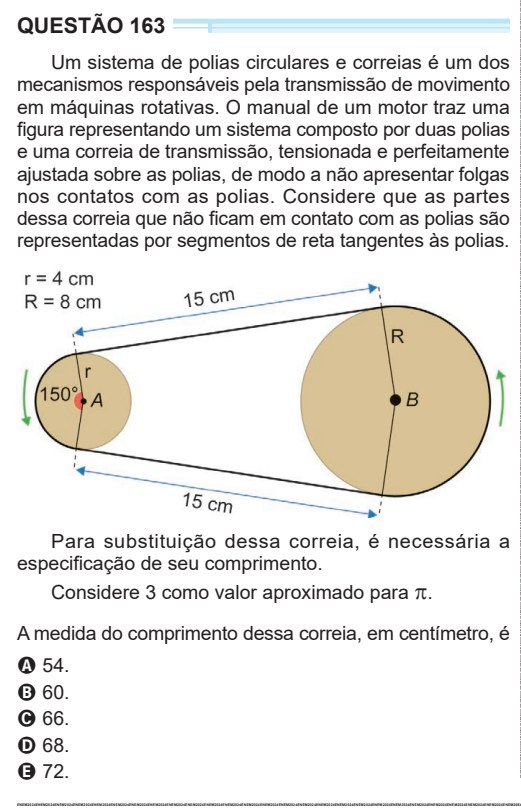 QUESTÃO 163
Um sistema de polias circulares e correias é um dos
mecanismos responsáveis pela transmissão de movimento
em máquinas rotativas. O manual de um motor traz uma
figura representando um sistema composto por duas polias
e uma correia de transmissão, tensionada e perfeitamente
ajustada sobre as polias, de modo a não apresentar folgas
nos contatos com as polias. Considere que as partes
dessa correia que não ficam em contato com as polias são
representadas por segmentos de reta tangentes às polias.
r = 4 cm
R = 8 cm
15 cm
R
r
150°
A
B
15 cm
Para substituição dessa correia, é necessária a
especificação de seu comprimento.
Considere 3 como valor aproximado para π.
A medida do comprimento dessa correia, em centímetro, é
A 54.
B 60.
C 66.
D 68.
E 72.